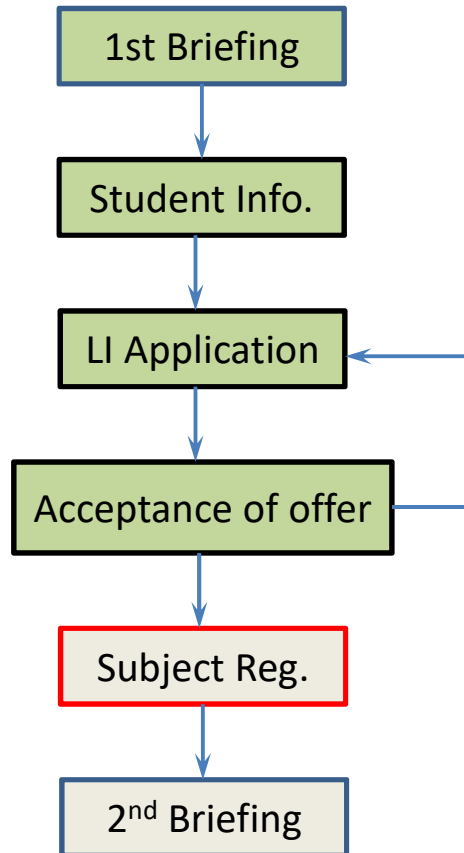 1st Briefing
Student Info.
LI Application
Acceptance of offer
Subject Reg.
2nd Briefing